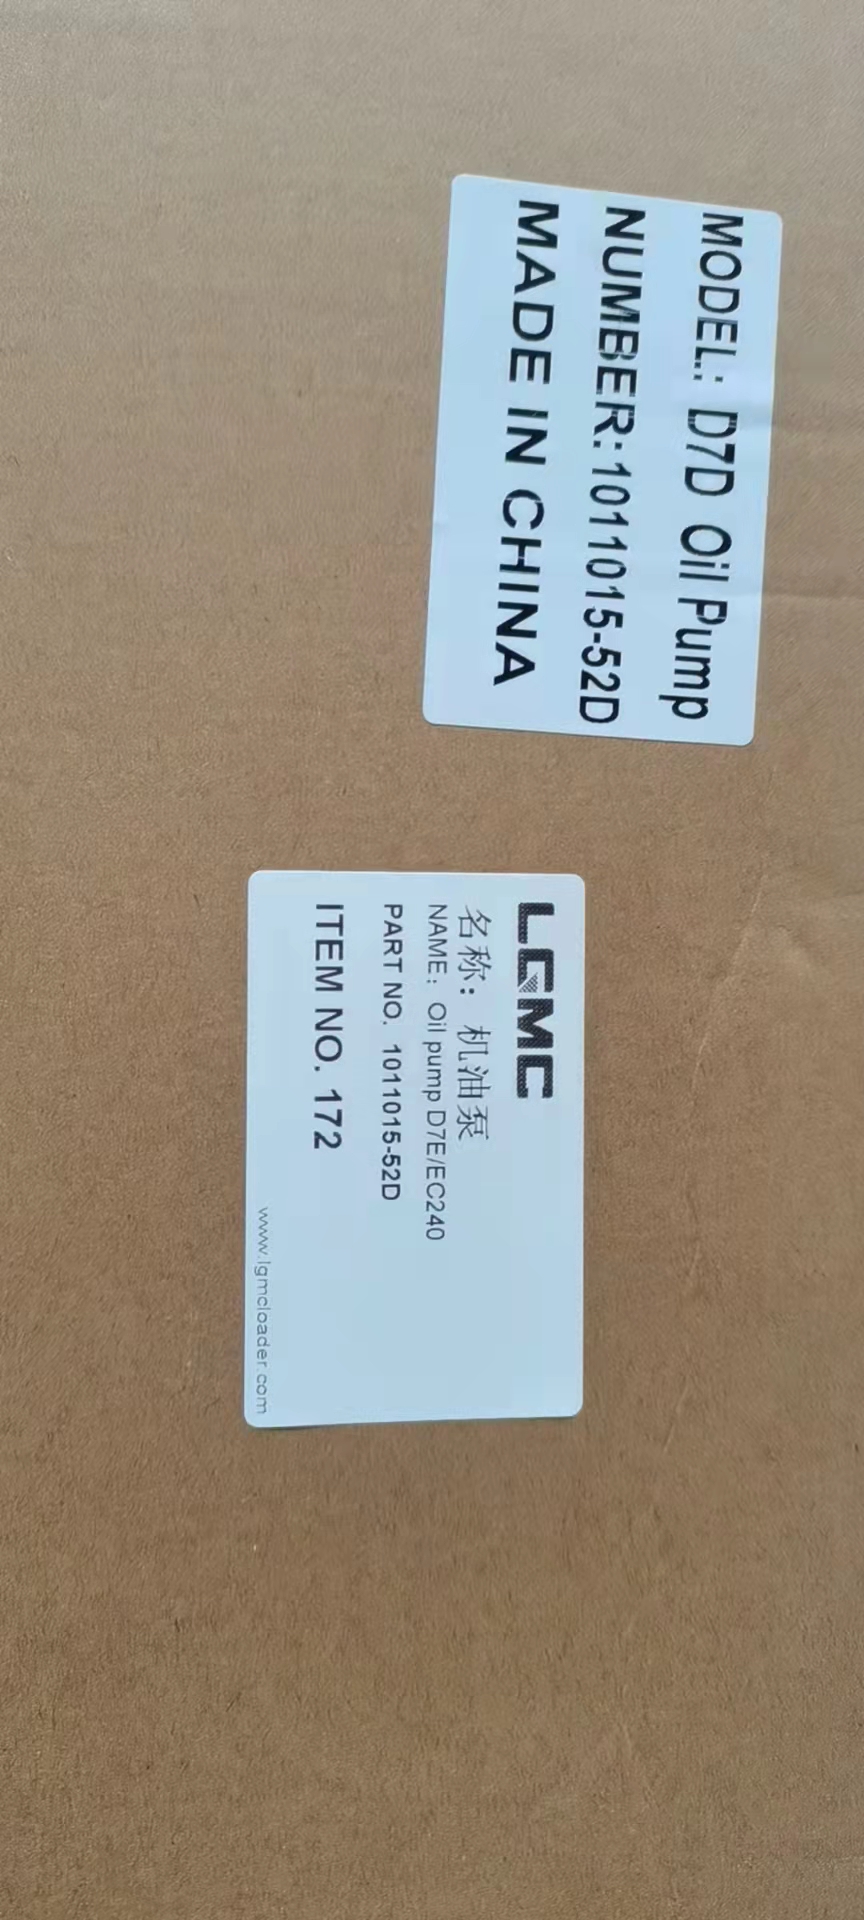 MODEL: D7D Oil Pump
NUMBER: 1011015-52D
MADE IN CHINA
LGMC
名称：机油泵
NAME: Oil pump D7E/EC240
PART NO. 1011015-52D
ITEM NO. 172
www.lgmcloader.com